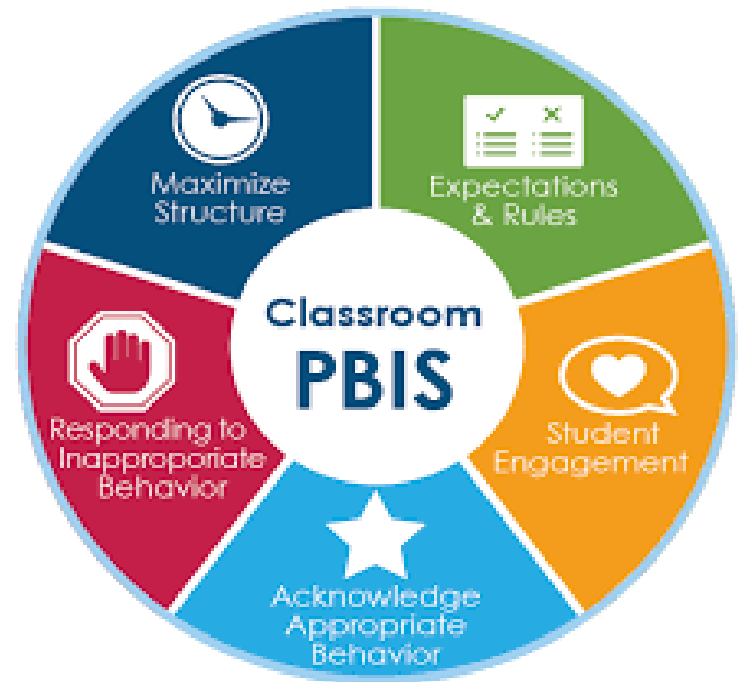 Maximize
Structure
Expectations
& Rules
Classroom
PBIS
Student
Engagement
Acknowledge
Appropriate
Behavior
Responding to
Inapproporiate
Behavior